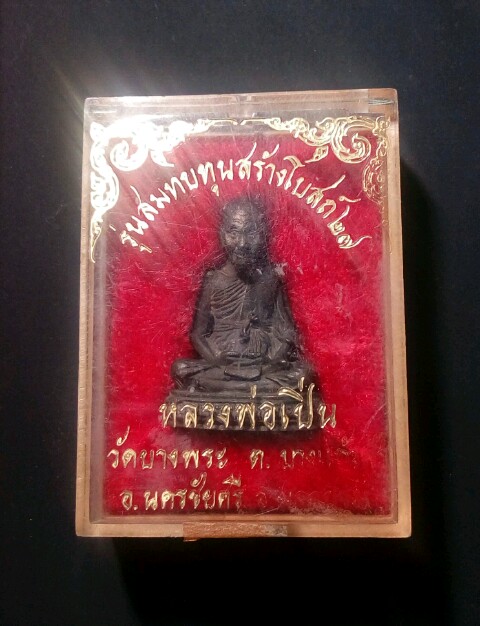 รุ่นสมทบทุนสร้างโบสถ์๒๗
หลวงพ่อเปิ่น
วัดบางพระ ต.
อ.นครชัยศรี